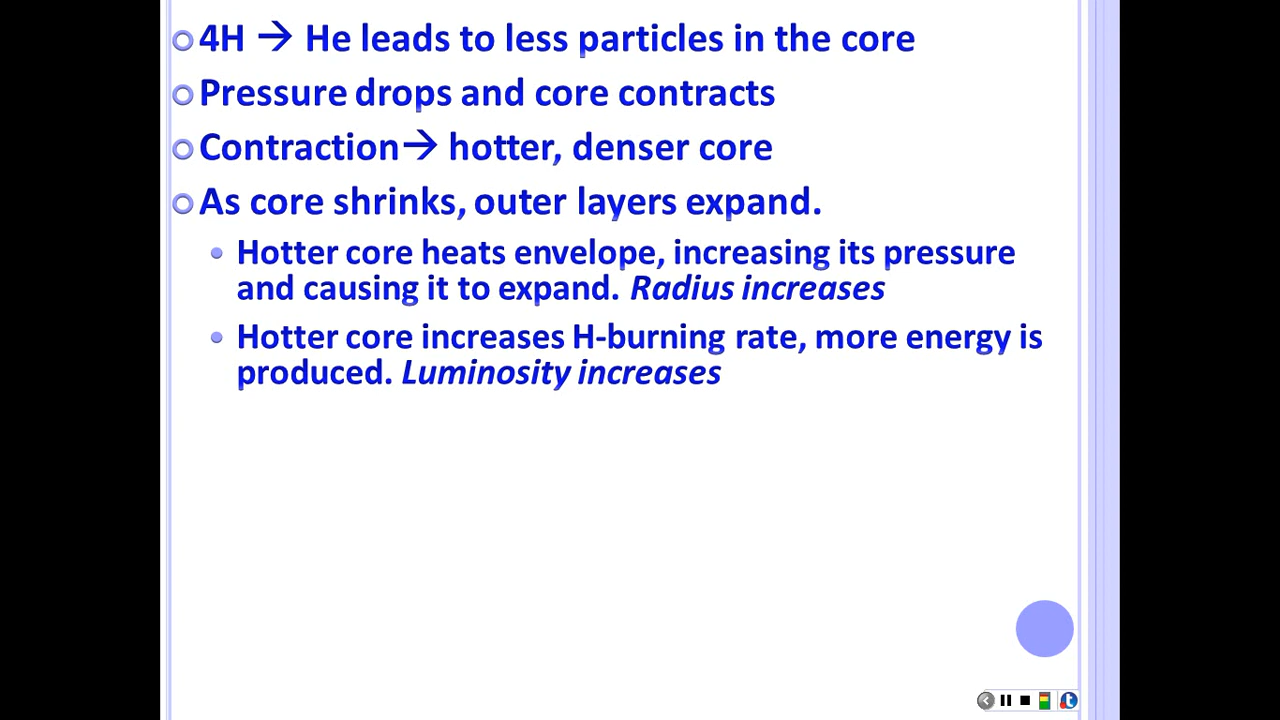 4H → He leads to less particles in the core
Pressure drops and core contracts
Contraction→ hotter, denser core
As core shrinks, outer layers expand.
Hotter core heats envelope, increasing its pressure
and causing it to expand. Radius increases
Hotter core increases H-burning rate, more energy is
produced. Luminosity increases